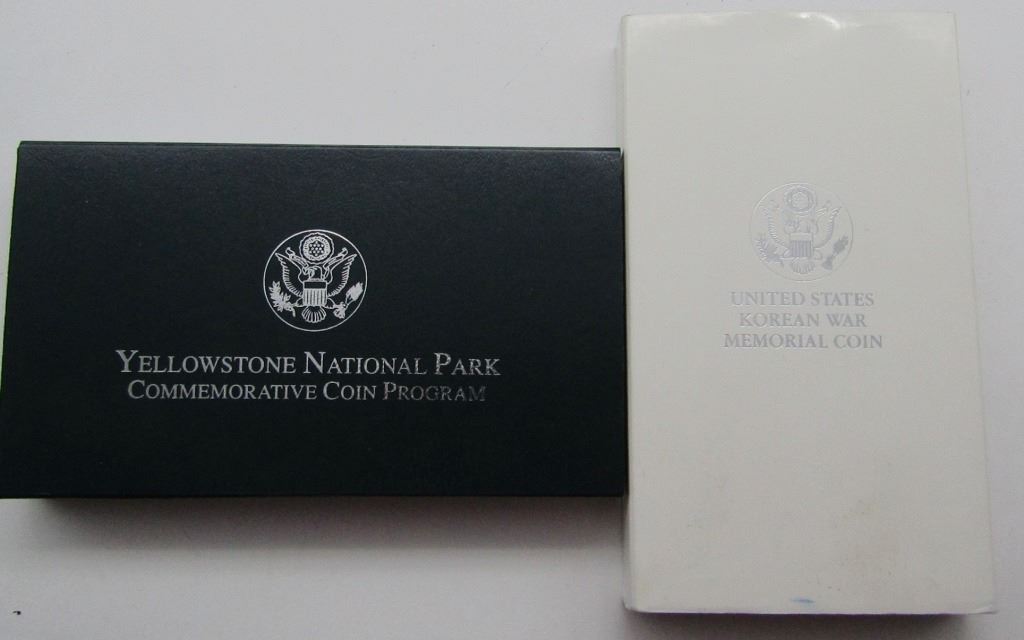 YELLOWSTONE NATIONAL PARK
COMMEMORATIVE COIN PROGRAM
UNITED STATES
KOREAN WAR
MEMORIAL COIN